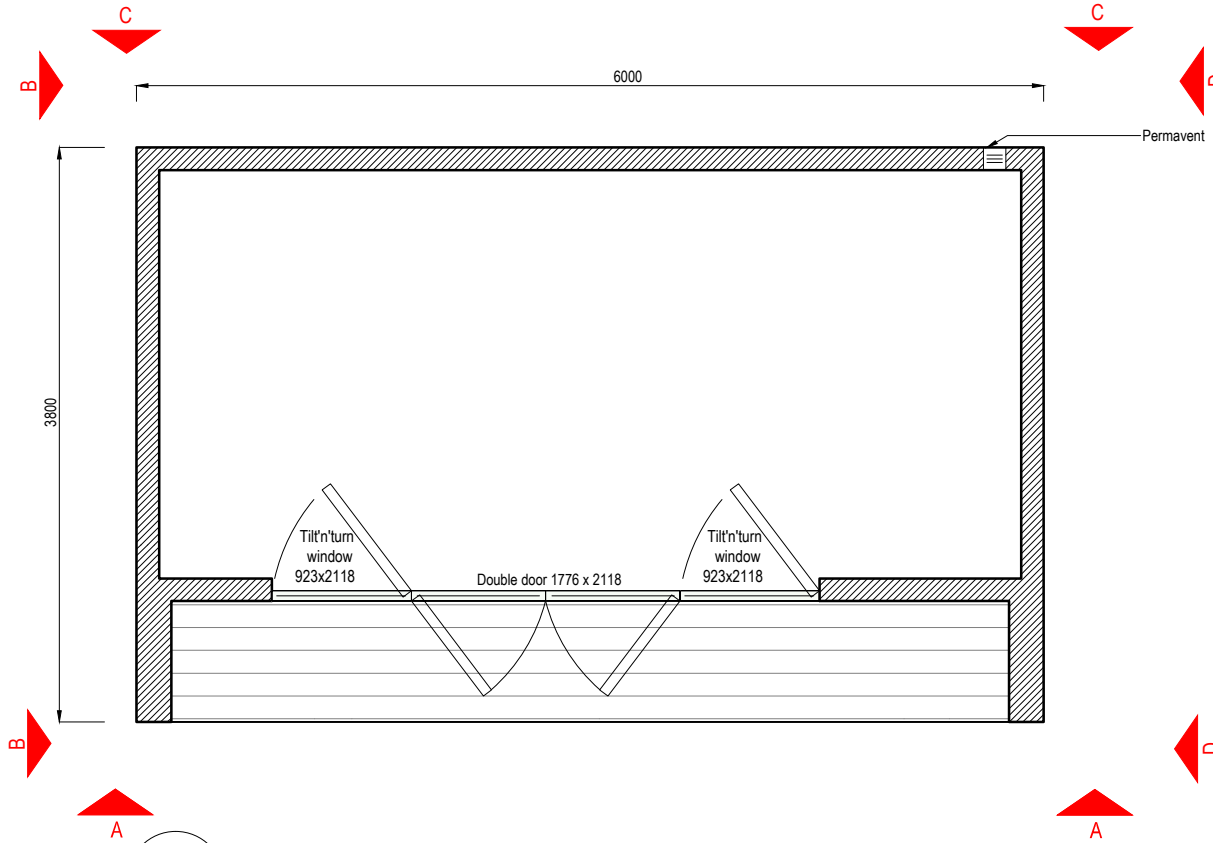 C
C
B
6000
Permavent
3800
Tilt'n'turn
window
923x2118
Tilt'n'turn
window
923x2118
Double door 1776 x 2118
B
A
A